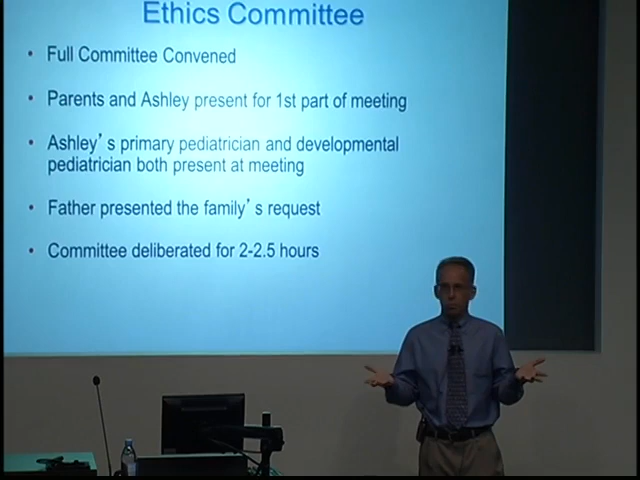 Ethics Committee
• Full Committee Convened
• Parents and Ashley present for 1st part of meeting
• Ashley's primary pediatrician and developmental
pediatrician both present at meeting
• Father presented the family's request
• Committee deliberated for 2-2.5 hours